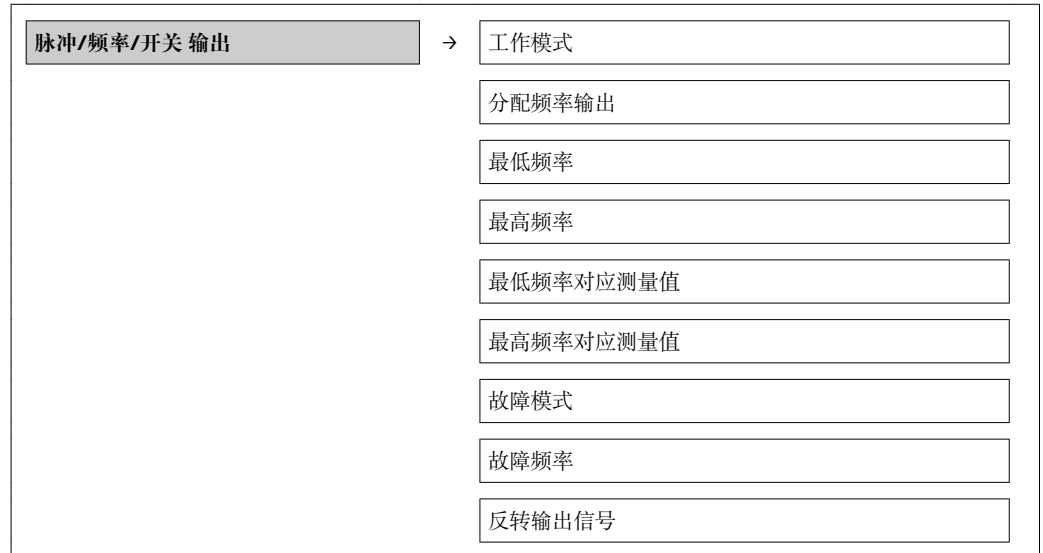 脉冲/频率/开关 输出 → 工作模式
分配频率输出
最低频率
最高频率
最低频率对应测量值
最高频率对应测量值
故障模式
故障频率
反转输出信号